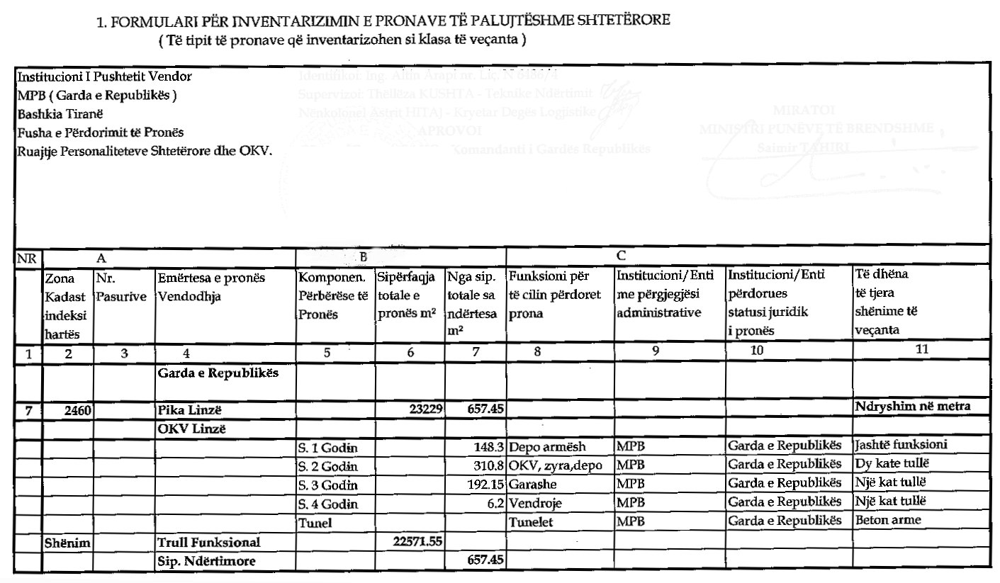 1. FORMULARI PËR INVENTARIZIMIN E PRONAVE TË PALUJTËSHME SHTETËRORE
( Të tipit të pronave që inventarizohen si klasa të veçanta )
Institucioni I Pushtetit Vendor
MPB ( Garda e Republikës )
Bashkia Tiranë
Fusha e Përdorimit të Pronës
Ruajtje Personaliteteve Shtetërore dhe OKV.
Identifikoi: Ing. Altin Arapi nr. Liç. N 6486/4
Supervizoi: Thëllëza KUSHTA - Teknike Ndërtimit
Nënkolonel Astrit HITAJ - Kryetar Degës Logjistike
APROVOI
Komandanti i Gardës Republikës
MIRATOI
MINISTRI PUNËVE TË BRENDSHME
Saimir TAHIRI
NR A B C
Zona Kadast indeksi hartës
Nr. Pasurive
Emërtesa e pronës Vendodhja
Komponen. Përbërëse të Pronës
Sipërfaqja totale e pronës m²
Nga sip. totale sa ndërtesa m²
Funksioni për të cilin përdoret prona
Institucioni/Enti me përgjegjësi administrative
Institucioni/Enti përdorues statusi juridik i pronës
Të dhëna të tjera shënime të veçanta
1 2 3 4 5 6 7 8 9 10 11
Garda e Republikës
7 2460 Pika Linzë 23229 657.45 Ndryshim në metra
OKV Linzë
S. 1 Godin 148.3 Depo armësh MPB Garda e Republikës Jashtë funksioni
S. 2 Godin 310.8 OKV, zyra,depo MPB Garda e Republikës Dy kate tullë
S. 3 Godin 192.15 Garashe MPB Garda e Republikës Një kat tullë
S. 4 Godin 6.2 Vendroje MPB Garda e Republikës Një kat tullë
Tunel Tunelet MPB Garda e Republikës Beton arme
Shënim Trull Funksional 22571.55
Sip. Ndërtimore 657.45